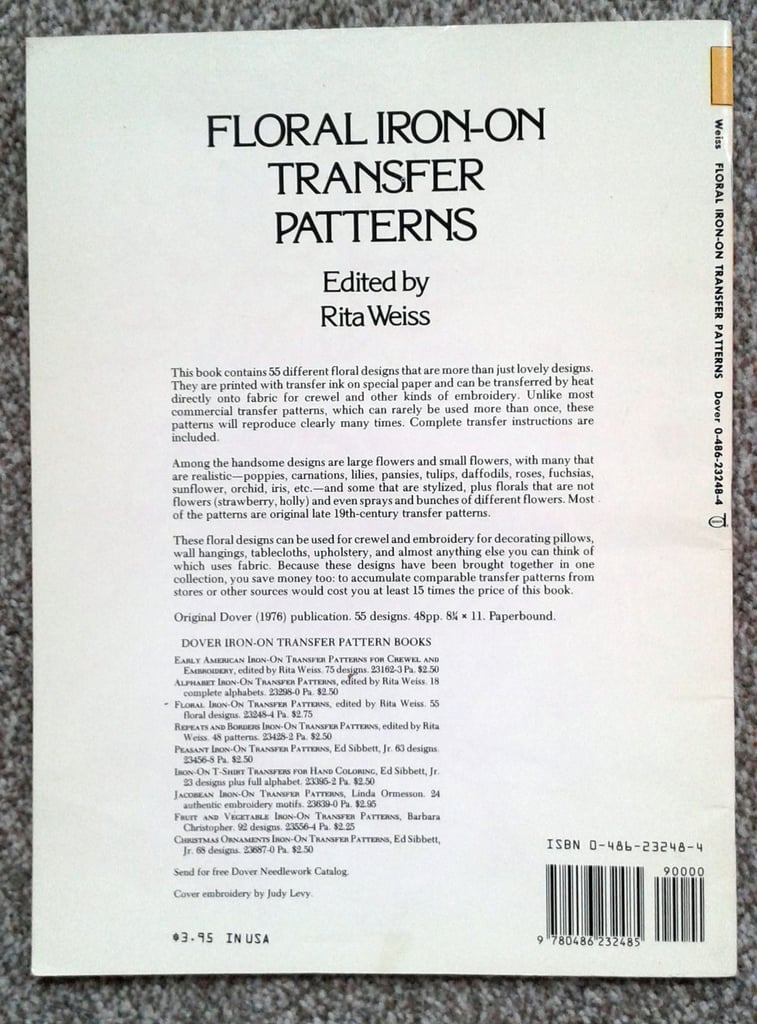 FLORAL IRON-ON
TRANSFER
PATTERNS
Edited by
Rita Weiss
This book contains 55 different floral designs that are more than just lovely designs.
They are printed with transfer ink on special paper and can be transferred by heat
directly onto fabric for crewel and other kinds of embroidery. Unlike most
commercial transfer patterns, which can rarely be used more than once, these
patterns will reproduce clearly many times. Complete transfer instructions are
included.
Among the handsome designs are large flowers and small flowers, with many that
are realistic—poppies, carnations, lilies, pansies, tulips, daffodils, roses, fuchsias,
sunflower, orchid, iris, etc.—and some that are stylized, plus florals that are not
flowers (strawberry, holly) and even sprays and bunches of different flowers. Most
of the patterns are original late 19th-century transfer patterns.
These floral designs can be used for crewel and embroidery for decorating pillows,
wall hangings, tablecloths, upholstery, and almost anything else you can think of
which uses fabric. Because these designs have been brought together in one
collection, you save money too: to accumulate comparable transfer patterns from
stores or other sources would cost you at least 15 times the price of this book.
Original Dover (1976) publication. 55 designs. 48pp. 8¼ × 11. Paperbound.
DOVER IRON-ON TRANSFER PATTERN BOOKS
EARLY AMERICAN IRON-ON TRANSFER PATTERNS FOR CREWEL AND
EMBROIDERY, edited by Rita Weiss. 75 designs. 23162-3 Pa. $2.50
ALPHABET IRON-ON TRANSFER PATTERNS, edited by Rita Weiss. 18
complete alphabets. 23298-0 Pa. $2.50
FLORAL IRON-ON TRANSFER PATTERNS, edited by Rita Weiss. 55
floral designs. 23248-4 Pa. $2.75
REPEATS AND BORDERS IRON-ON TRANSFER PATTERNS, edited by Rita
Weiss. 48 patterns. 23428-2 Pa. $2.50
PEASANT IRON-ON TRANSFER PATTERNS, Ed Sibbett, Jr. 63 designs.
23456-8 Pa. $2.50
IRON-ON T-SHIRT TRANSFERS FOR HAND COLORING, Ed Sibbett, Jr.
23 designs plus full alphabet. 23395-2 Pa. $2.50
JACOBEAN IRON-ON TRANSFER PATTERNS, Linda Ormesson. 24
authentic embroidery motifs. 23639-0 Pa. $2.95
FRUIT AND VEGETABLE IRON-ON TRANSFER PATTERNS, Barbara
Christopher. 92 designs. 23556-4 Pa. $2.25
CHRISTMAS ORNAMENTS IRON-ON TRANSFER PATTERNS, Ed Sibbett,
Jr. 68 designs. 23687-0 Pa. $2.50
Send for free Dover Needlework Catalog.
Cover embroidery by Judy Levy.
$3.95 IN USA
ISBN 0-486-23248-4
90000
9 780486 232485
Weiss FLORAL IRON-ON TRANSFER PATTERNS Dover 0-486-23248-4